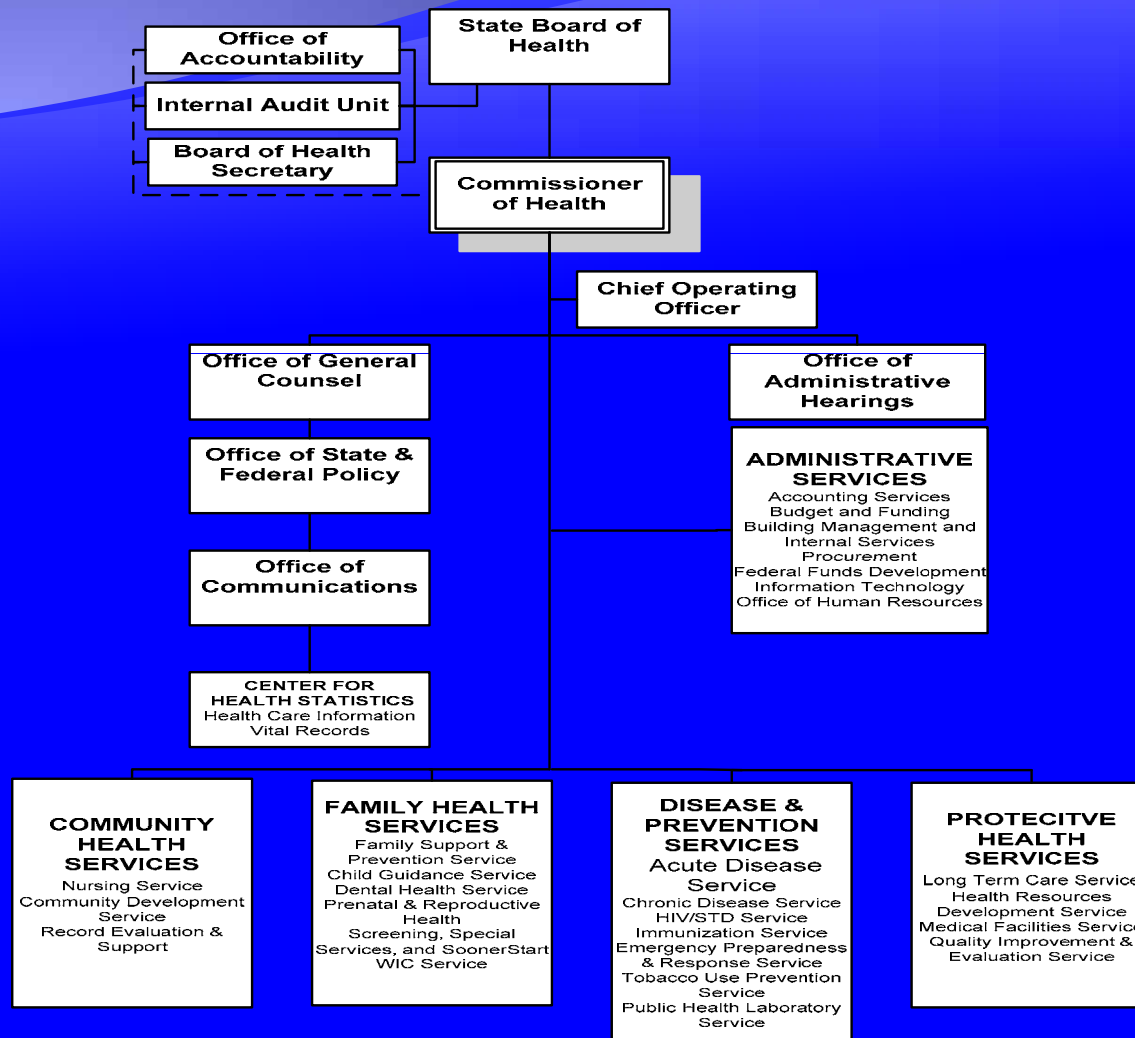 State Board of
Health
Office of
Accountability
Internal Audit Unit
Board of Health
Secretary
Commissioner
of Health
Chief Operating
Officer
Office of General
Counsel
Office of
Administrative
Hearings
Office of State &
Federal Policy
ADMINISTRATIVE
SERVICES
Accounting Services
Budget and Funding
Building Management and
Internal Services
Procurement
Federal Funds Development
Information Technology
Office of Human Resources
Office of
Communications
CENTER FOR
HEALTH STATISTICS
Health Care Information
Vital Records
COMMUNITY
HEALTH
SERVICES
Nursing Service
Community Development
Service
Record Evaluation &
Support
FAMILY HEALTH
SERVICES
Family Support &
Prevention Service
Child Guidance Service
Dental Health Service
Prenatal & Reproductive
Health
Screening, Special
Services, and SoonerStart
WIC Service
DISEASE &
PREVENTION
SERVICES
Acute Disease
Service
Chronic Disease Service
HIV/STD Service
Immunization Service
Emergency Preparedness
& Response Service
Tobacco Use Prevention
Service
Public Health Laboratory
Service
PROTECITVE
HEALTH
SERVICES
Long Term Care Service
Health Resources
Development Service
Medical Facilities Service
Quality Improvement &
Evaluation Service